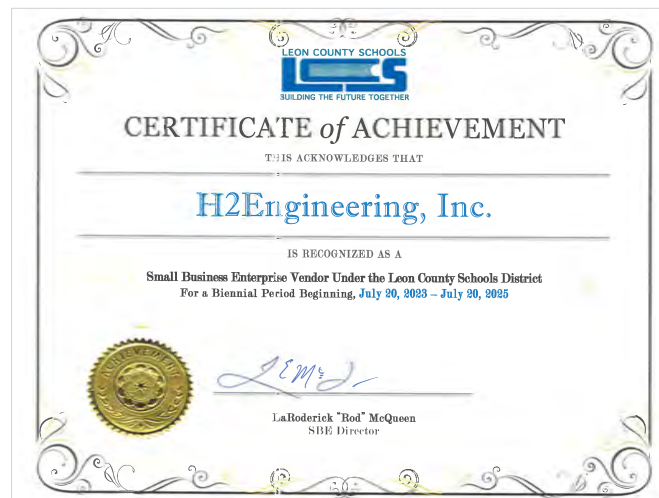 LEON COUNTY SCHOOLS
LCS
BUILDING THE FUTURE TOGETHER
CERTIFICATE of ACHIEVEMENT
THIS ACKNOWLEDGES THAT
H2Engineering, Inc.
IS RECOGNIZED AS A
Small Business Enterprise Vendor Under the Leon County Schools District
For a Biennial Period Beginning, July 20, 2023 – July 20, 2025
ACHIEVEMENT
LaRoderick "Rod" McQueen
SBE Director